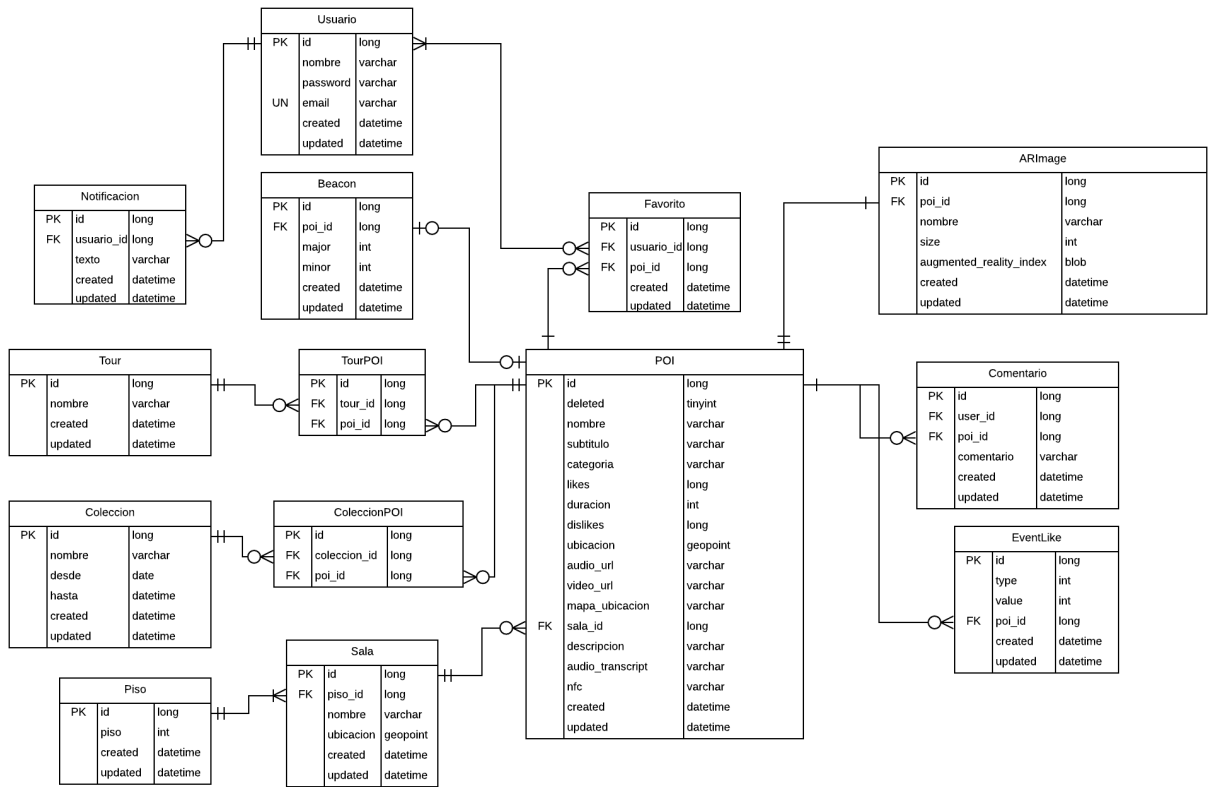 Usuario
PK id long
nombre varchar
password varchar
UN email varchar
created datetime
updated datetime
Beacon
PK id long
FK poi_id long
major int
minor int
created datetime
updated datetime
Notificacion
PK id long
FK usuario_id long
texto varchar
created datetime
updated datetime
Favorito
PK id long
FK usuario_id long
FK poi_id long
created datetime
updated datetime
ARImage
PK id long
FK poi_id long
nombre varchar
size int
augmented_reality_index blob
created datetime
updated datetime
Tour
PK id long
nombre varchar
created datetime
updated datetime
TourPOI
PK id long
FK tour_id long
FK poi_id long
POI
PK id long
deleted tinyint
nombre varchar
subtitulo varchar
categoria varchar
likes long
duracion int
dislikes long
ubicacion geopoint
audio_url varchar
video_url varchar
mapa_ubicacion varchar
FK sala_id long
descripcion varchar
audio_transcript varchar
nfc varchar
created datetime
updated datetime
Comentario
PK id long
FK user_id long
FK poi_id long
comentario varchar
created datetime
updated datetime
Coleccion
PK id long
nombre varchar
desde date
hasta datetime
created datetime
updated datetime
ColeccionPOI
PK id long
FK coleccion_id long
FK poi_id long
EventLike
PK id long
type int
value int
FK poi_id long
created datetime
updated datetime
Sala
PK id long
FK piso_id long
nombre varchar
ubicacion geopoint
created datetime
updated datetime
Piso
PK id long
piso int
created datetime
updated datetime